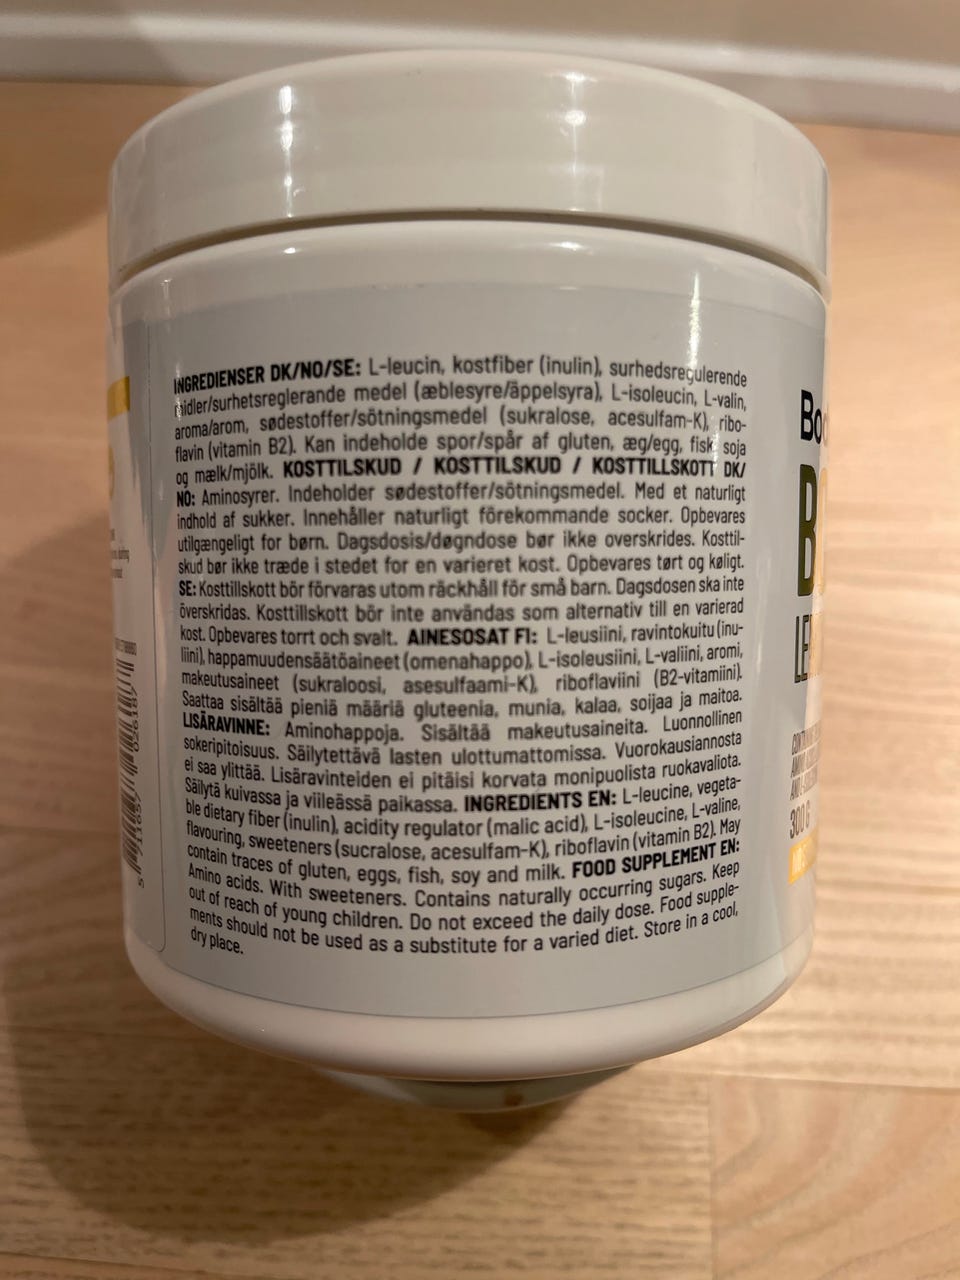 INGREDIENSER DK/NO/SE: L-leucin, kostfiber (inulin), surhedsregulerende
midler/surhetsreglerande medel (æblesyre/äppelsyra), L-isoleucin, L-valin,
aroma/arom, sødestoffer/sötningsmedel (sukralose, acesulfam-K), ribo-
flavin (vitamin B2). Kan indeholde spor/spår af gluten, æg/egg, fisk soja
og mælk/mjölk. KOSTTILSKUD / KOSTTILSKUD / KOSTTILLSKOTT DK/
NO: Aminosyrer. Indeholder sødestoffer/sötningsmedel. Med et naturligt
indhold af sukker. Innehåller naturligt förekommande socker. Opbevares
utilgængeligt for børn. Dagsdosis/døgndose bør ikke overskrides. Kosttil-
skud bør ikke træde i stedet for en varieret kost. Opbevares tørt og køligt.
SE: Kosttillskott bör förvaras utom räckhåll för små barn. Dagsdosen ska inte
överskridas. Kosttillskott bör inte användas som alternativ till en varierad
kost. Opbevares torrt och svalt. AINESOSAT FI: L-leusiini, ravintokuitu (inu-
liini), happamuudensäätöaineet (omenahappo), L-isoleusiini, L-valiini, aromi,
makeutusaineet (sukraloosi, asesulfaami-K), riboflaviini (B2-vitamiini).
Saattaa sisältää pieniä määriä gluteenia, munia, kalaa, soijaa ja maitoa.
LISÄRAVINNE: Aminohappoja. Sisältää makeutusaineita. Luonnollinen
sokeripitoisuus. Säilytettävä lasten ulottumattomissa. Vuorokausiannosta
ei saa ylittää. Lisäravinteiden ei pitäisi korvata monipuolista ruokavaliota.
Säilytä kuivassa ja viileässä paikassa. INGREDIENTS EN: L-leucine, vegeta-
ble dietary fiber (inulin), acidity regulator (malic acid), L-isoleucine, L-valine,
flavouring, sweeteners (sucralose, acesulfam-K), riboflavin (vitamin B2). May
contain traces of gluten, eggs, fish, soy and milk. FOOD SUPPLEMENT EN:
Amino acids. With sweeteners. Contains naturally occurring sugars. Keep
out of reach of young children. Do not exceed the daily dose. Food supple-
ments should not be used as a substitute for a varied diet. Store in a cool,
dry place.
5 711657 026187
300 G